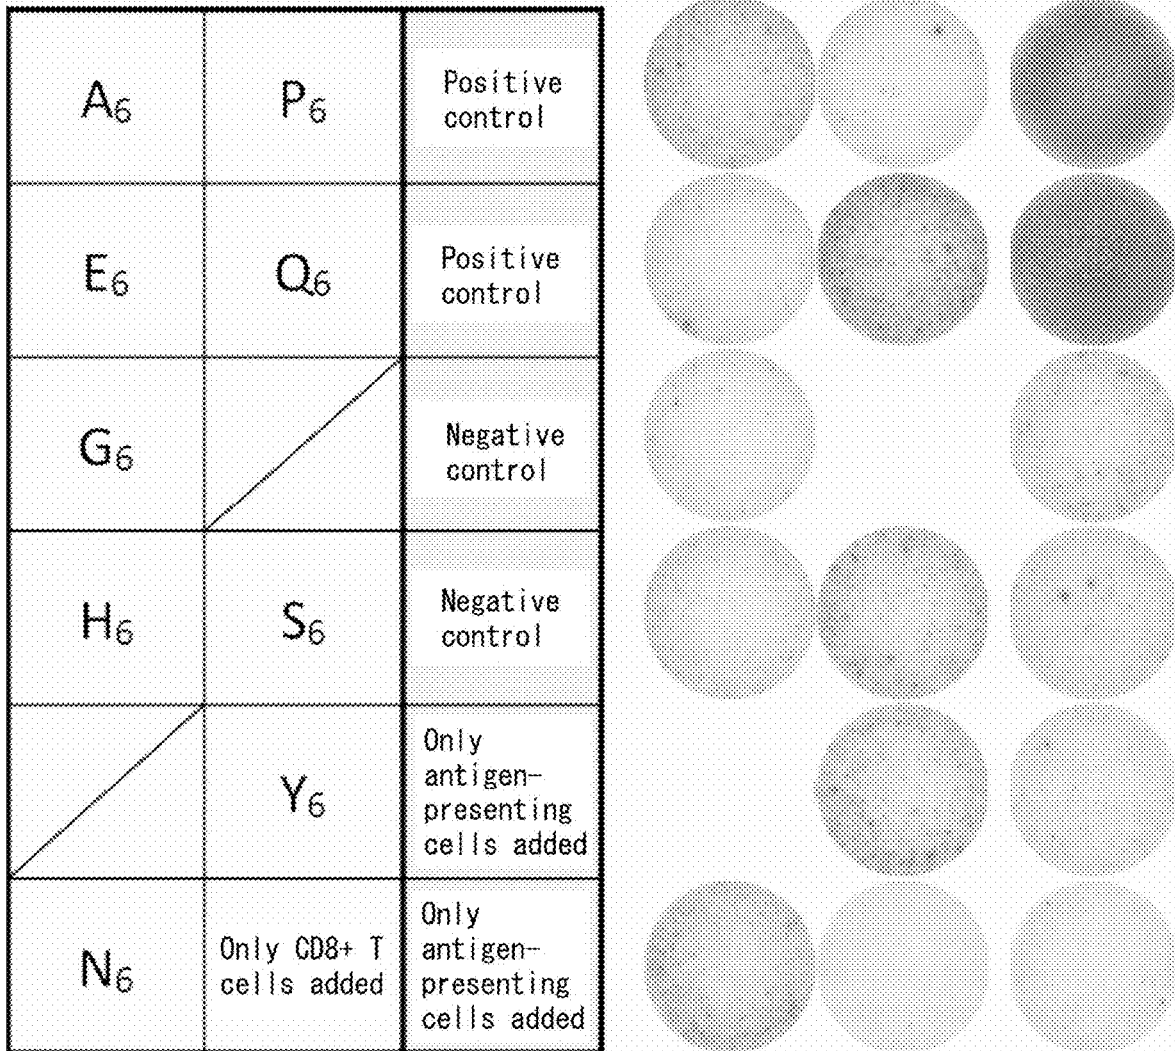 A6
P6
Positive
control
E6
Q6
Positive
control
G6
Negative
control
H6
S6
Negative
control
Y6
Only
antigen-
presenting
cells added
N6
Only CD8+ T
cells added
Only
antigen-
presenting
cells added